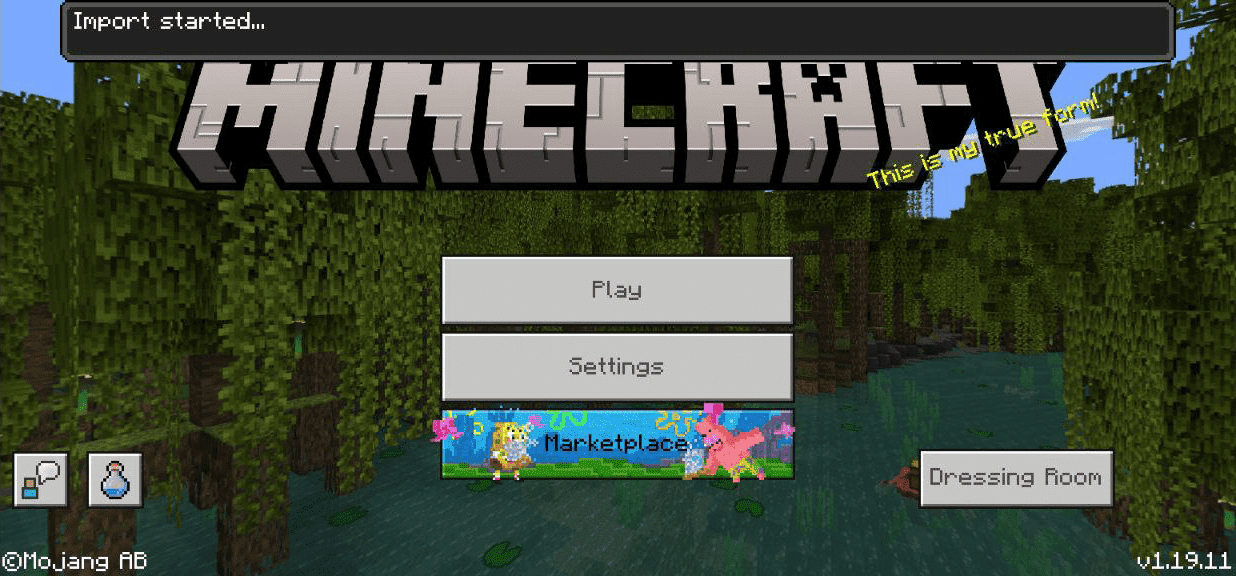 Import started...
MINECRAFT
This is my true form!
Play
Settings
Marketplace
Dressing Room
©Mojang AB
v1.19.11